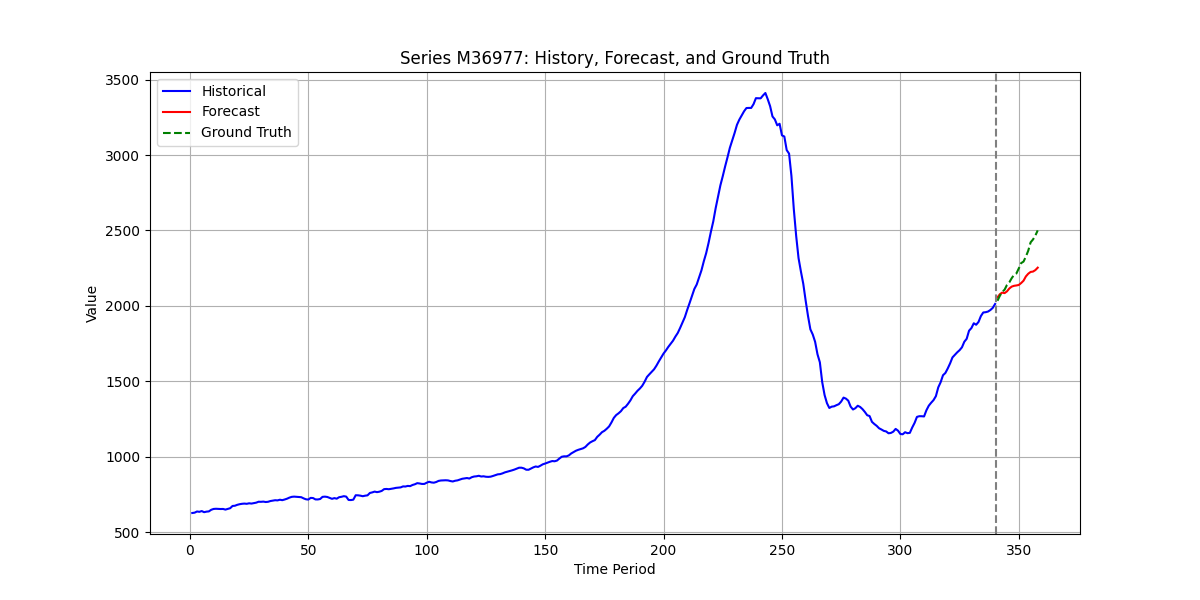 Series M36977: History, Forecast, and Ground Truth
Historical
Forecast
Ground Truth
3500
3000
2500
2000
1500
1000
500
Value
0 50 100 150 200 250 300 350
Time Period